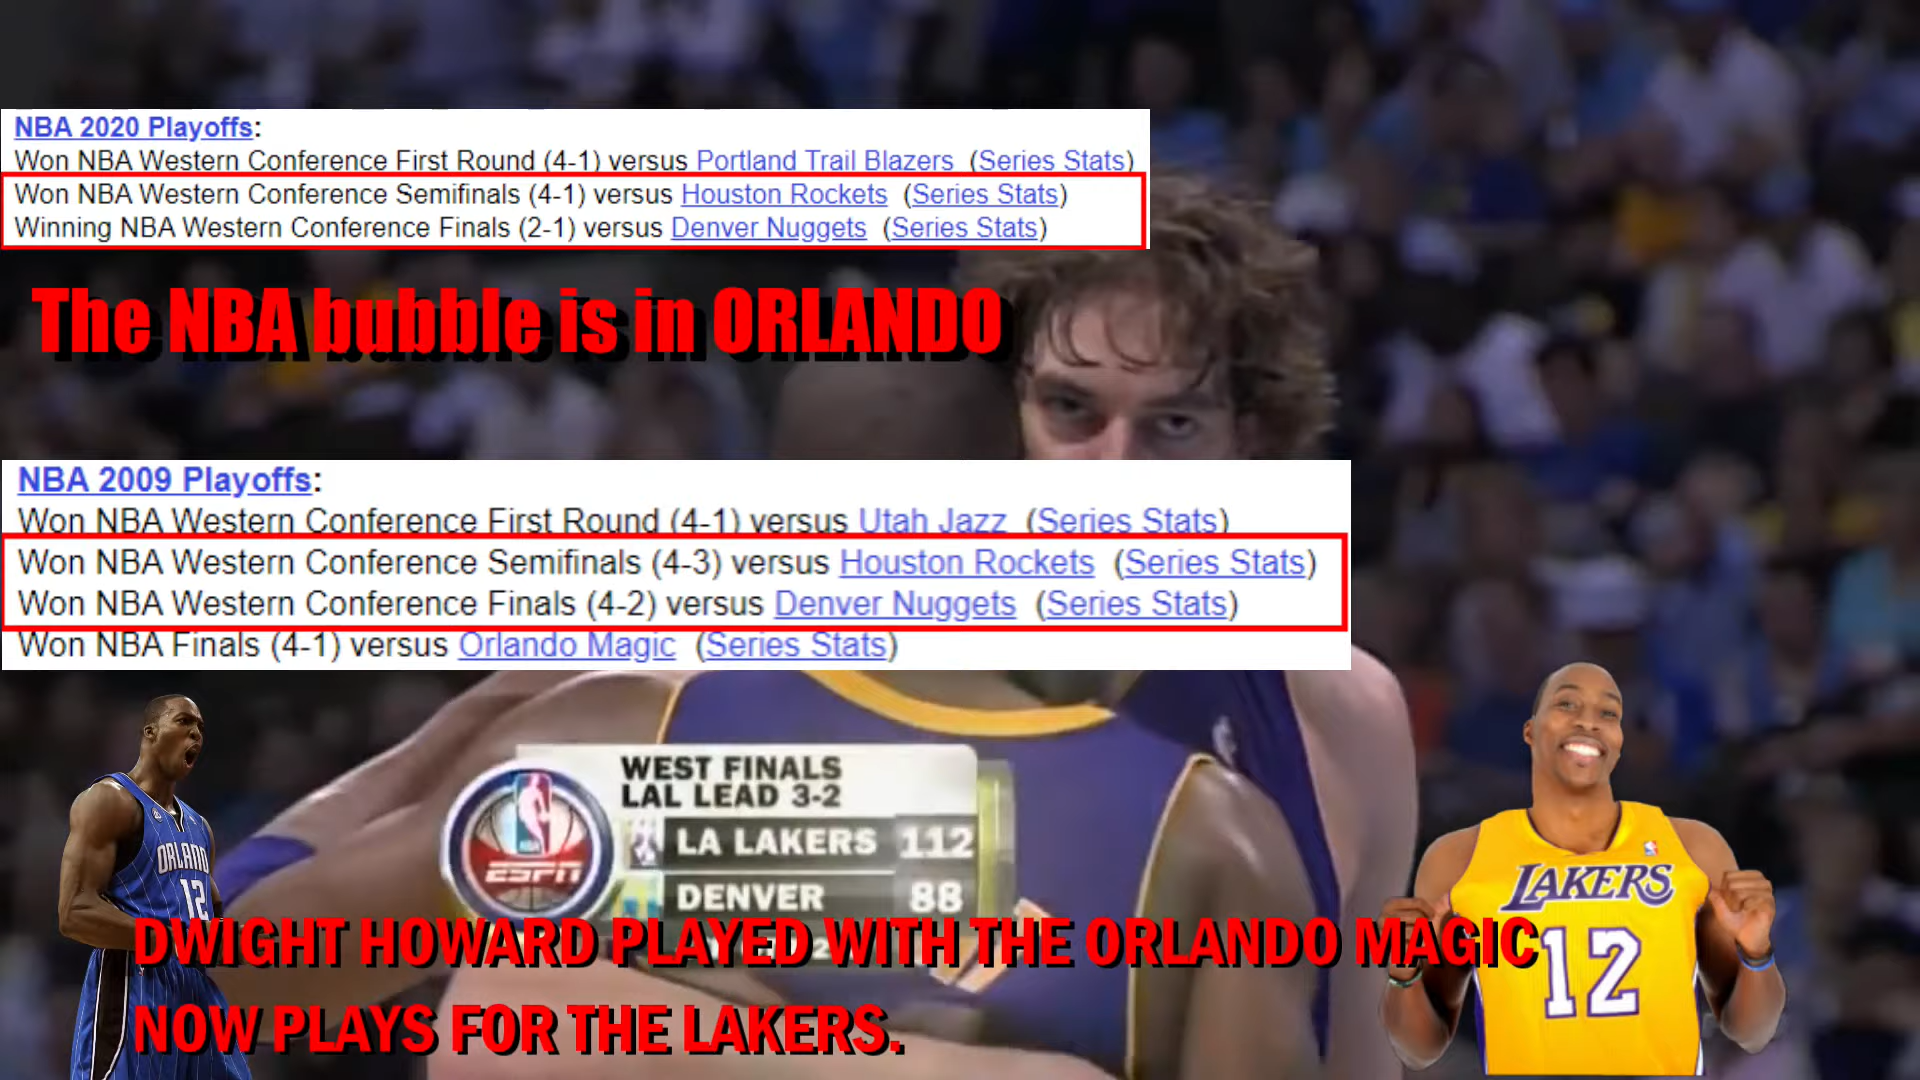 NBA 2020 Playoffs:
Won NBA Western Conference First Round (4-1) versus Portland Trail Blazers (Series Stats)
Won NBA Western Conference Semifinals (4-1) versus Houston Rockets (Series Stats)
Winning NBA Western Conference Finals (2-1) versus Denver Nuggets (Series Stats)
The NBA bubble is in ORLANDO
NBA 2009 Playoffs:
Won NBA Western Conference First Round (4-1) versus Utah Jazz (Series Stats)
Won NBA Western Conference Semifinals (4-3) versus Houston Rockets (Series Stats)
Won NBA Western Conference Finals (4-2) versus Denver Nuggets (Series Stats)
Won NBA Finals (4-1) versus Orlando Magic (Series Stats)
WEST FINALS
LAL LEAD 3-2
LA LAKERS 112
DENVER 88
NBA
ESPN
ORLANDO
12
LAKERS
12
DWIGHT HOWARD PLAYED WITH THE ORLANDO MAGIC
NOW PLAYS FOR THE LAKERS.